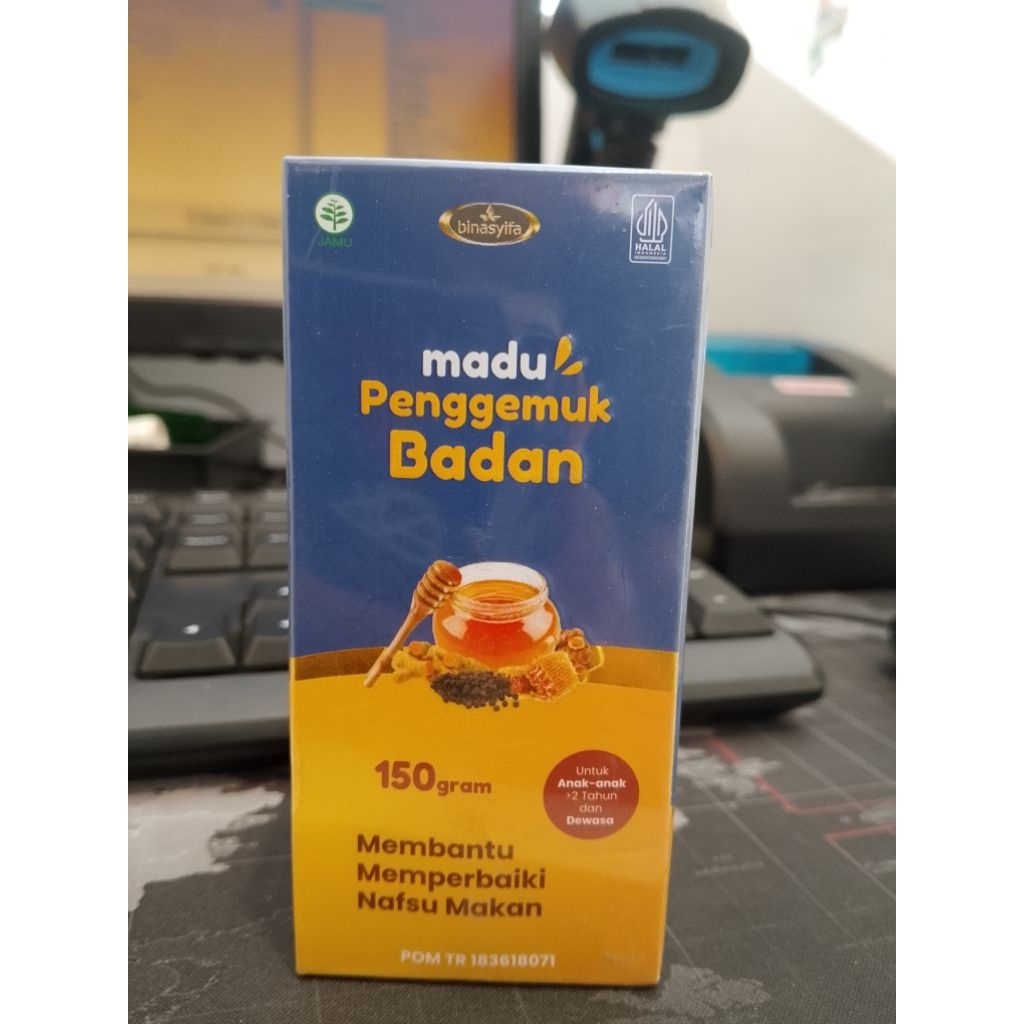 JAMU
binasyifa
HALAL
INDONESIA
madu
Penggemuk
Badan
150gram
Untuk
Anak-anak
>2 Tahun
dan
Dewasa
Membantu
Memperbaiki
Nafsu Makan
POM TR 183618071